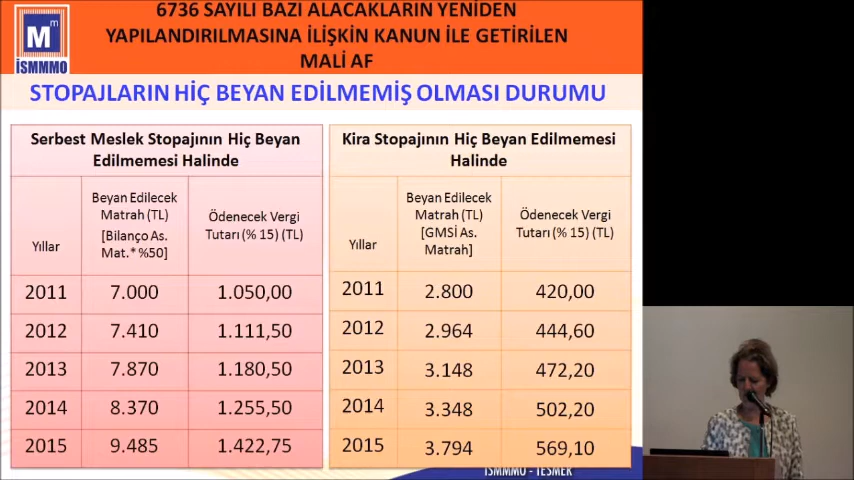 6736 SAYILI BAZI ALACAKLARIN YENİDEN
YAPILANDIRILMASINA İLİŞKİN KANUN İLE GETİRİLEN
MALİ AF
Mm
İSMMMO
STOPAJLARIN HİÇ BEYAN EDİLMEMİŞ OLMASI DURUMU
Serbest Meslek Stopajının Hiç Beyan
Edilmemesi Halinde
Yıllar
Beyan Edilecek
Matrah (TL)
[Bilanço As.
Mat.* %50]
Ödenecek Vergi
Tutarı (% 15) (TL)
2011 7.000 1.050,00
2012 7.410 1.111,50
2013 7.870 1.180,50
2014 8.370 1.255,50
2015 9.485 1.422,75
Kira Stopajının Hiç Beyan Edilmemesi
Halinde
Yıllar
Beyan Edilecek
Matrah (TL)
[GMSİ As.
Matrah]
Ödenecek Vergi
Tutarı (% 15) (TL)
2011 2.800 420,00
2012 2.964 444,60
2013 3.148 472,20
2014 3.348 502,20
2015 3.794 569,10
İSMMMO - TESMER